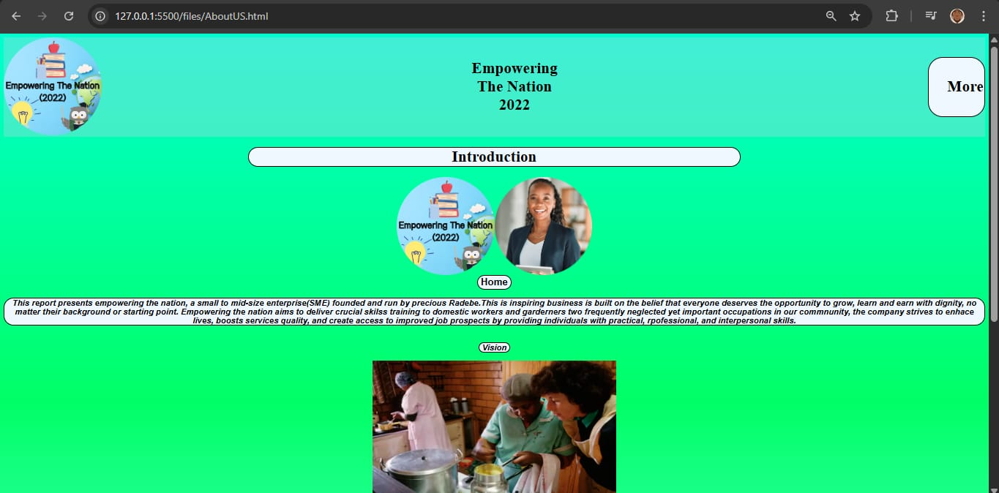 127.0.0.1:5500/files/AboutUS.html
Empowering The Nation
(2022)
Empowering
The Nation
2022
More
Introduction
Empowering The Nation
(2022)
Home
This report presents empowering the nation, a small to mid-size enterprise(SME) founded and run by precious Radebe.This is inspiring business is built on the belief that everyone deserves the opportunity to grow, learn and earn with dignity, no
matter their background or starting point. Empowering the nation aims to deliver crucial skilss training to domestic workers and garderners two frequently neglected yet important occupations in our commnunity, the company strives to enhace
lives, boosts services quality, and create access to improved job prospects by providing individuals with practical, rpofessional, and interpersonal skills.
Vision